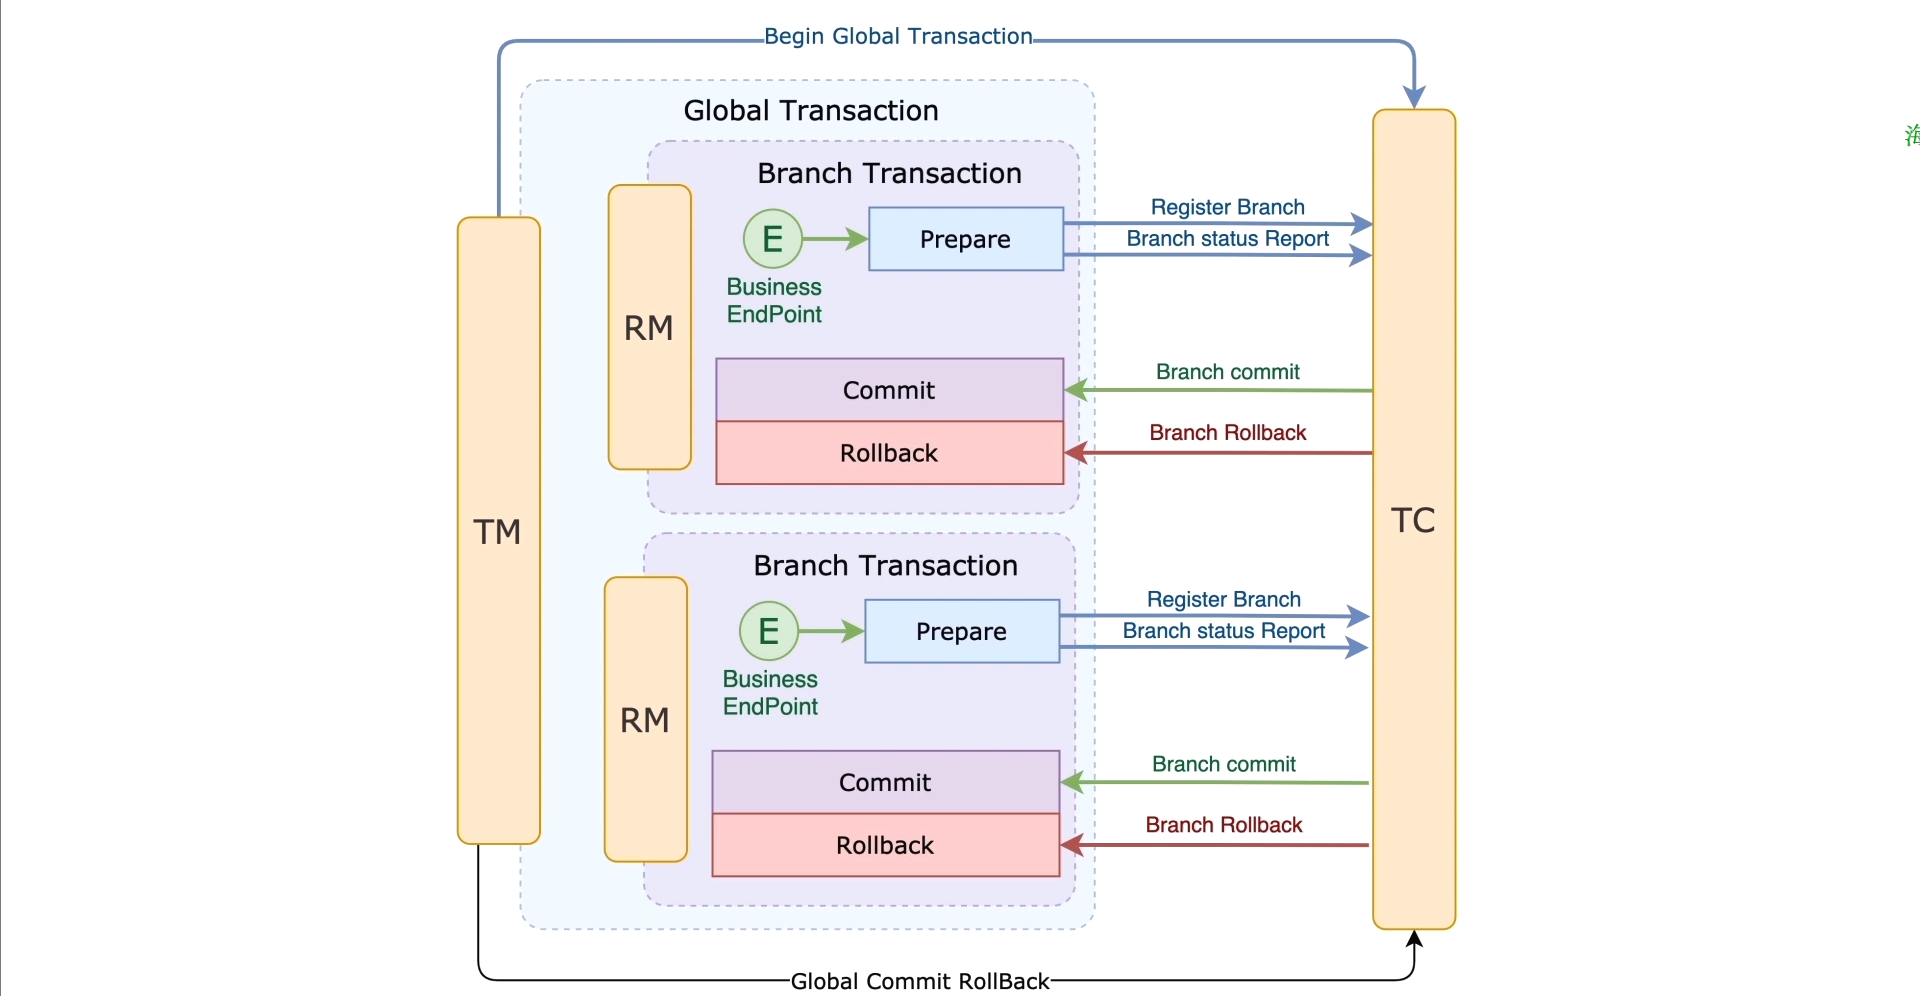 Begin Global Transaction
Global Transaction
Branch Transaction
E
Prepare
Business
EndPoint
RM
Commit
Rollback
Register Branch
Branch status Report
Branch commit
Branch Rollback
TM
TC
Branch Transaction
E
Prepare
Business
EndPoint
RM
Commit
Rollback
Register Branch
Branch status Report
Branch commit
Branch Rollback
Global Commit RollBack